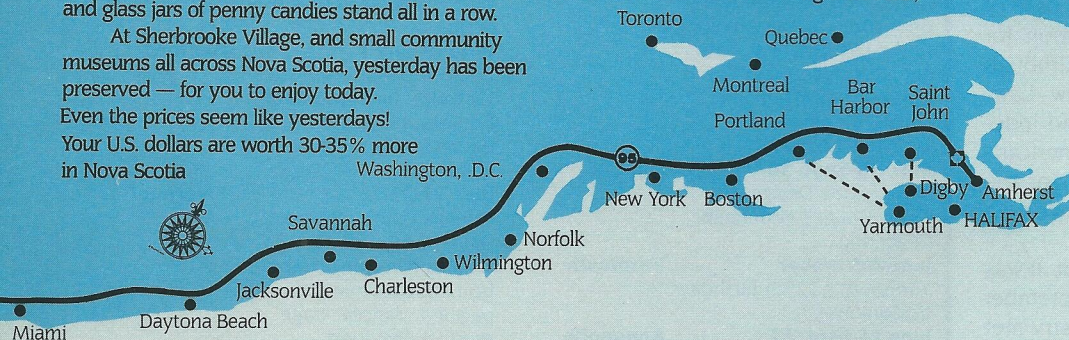 and glass jars of penny candies stand all in a row.
At Sherbrooke Village, and small community
museums all across Nova Scotia, yesterday has been
preserved — for you to enjoy today.
Even the prices seem like yesterdays!
Your U.S. dollars are worth 30-35% more
in Nova Scotia
Toronto
Quebec
Montreal
Bar
Harbor
Saint
John
Portland
Washington, .D.C.
95
New York
Boston
Digby
Amherst
Yarmouth
HALIFAX
Savannah
Norfolk
Wilmington
Jacksonville
Charleston
Daytona Beach
Miami